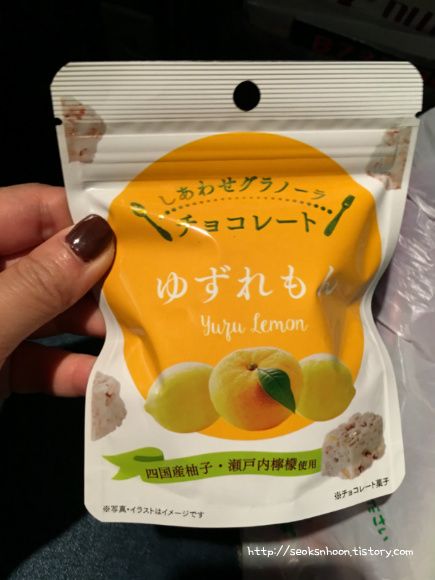 しあわせグラノーラ
チョコレート
ゆずれもん
Yuzu Lemon
四国産柚子・瀬戸内檸檬使用
※チョコレート菓子
※写真・イラストはイメージです
http://seoksnhoon.tistory.com